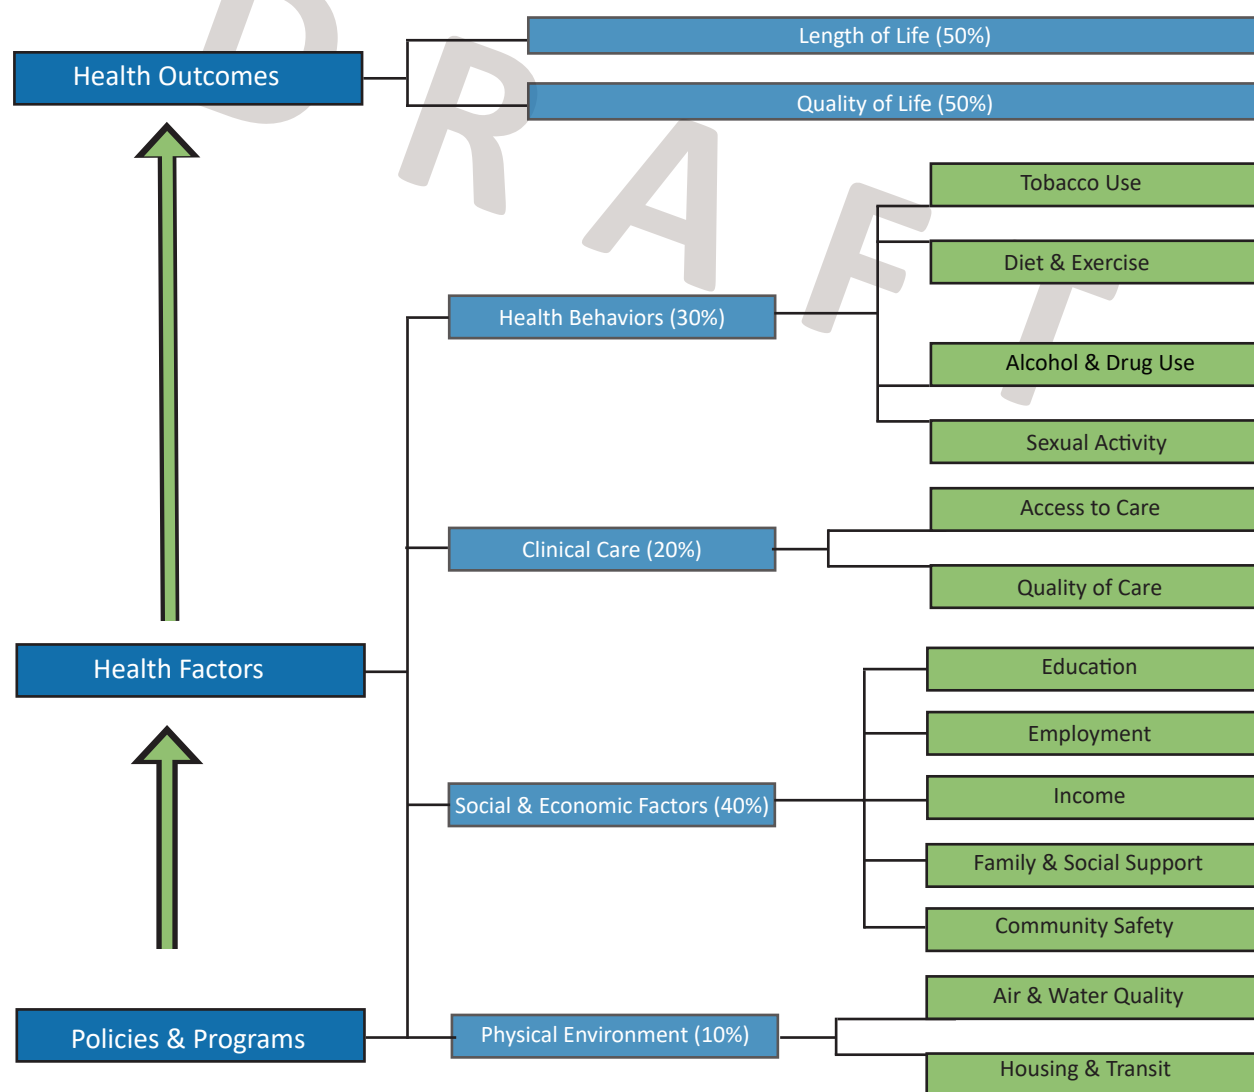 DRAFT
Health Outcomes
Length of Life (50%)
Quality of Life (50%)
Tobacco Use
Diet & Exercise
Health Behaviors (30%)
Alcohol & Drug Use
Sexual Activity
Access to Care
Clinical Care (20%)
Quality of Care
Health Factors
Education
Employment
Social & Economic Factors (40%)
Income
Family & Social Support
Community Safety
Air & Water Quality
Policies & Programs
Physical Environment (10%)
Housing & Transit